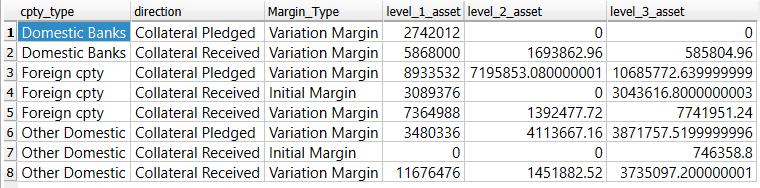 cpty_type direction Margin_Type level_1_asset level_2_asset level_3_asset
1 Domestic Banks Collateral Pledged Variation Margin 2742012 0 0
2 Domestic Banks Collateral Received Variation Margin 5868000 1693862.96 585804.96
3 Foreign cpty Collateral Pledged Variation Margin 8933532 7195853.080000001 10685772.639999999
4 Foreign cpty Collateral Received Initial Margin 3089376 0 3043616.8000000003
5 Foreign cpty Collateral Received Variation Margin 7364988 1392477.72 7741951.24
6 Other Domestic Collateral Pledged Variation Margin 3480336 4113667.16 3871757.5199999996
7 Other Domestic Collateral Received Initial Margin 0 0 746358.8
8 Other Domestic Collateral Received Variation Margin 11676476 1451882.52 3735097.200000001